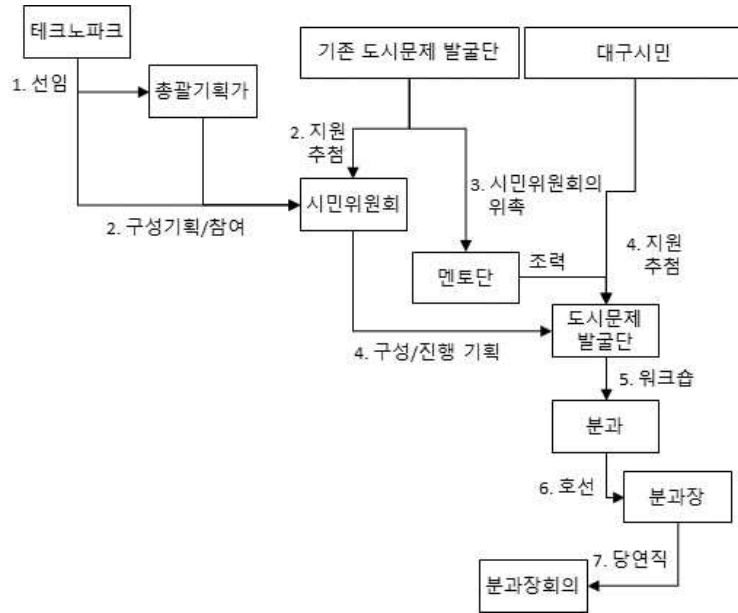 테크노파크
기존 도시문제 발굴단
대구시민
1. 선임
총괄기획가
2. 지원
추첨
3. 시민위원회의
위촉
시민위원회
2. 구성기획/참여
멘토단
조력
4. 지원
추첨
도시문제
발굴단
4. 구성/진행 기획
5. 워크숍
분과
6. 호선
분과장
7. 당연직
분과장회의